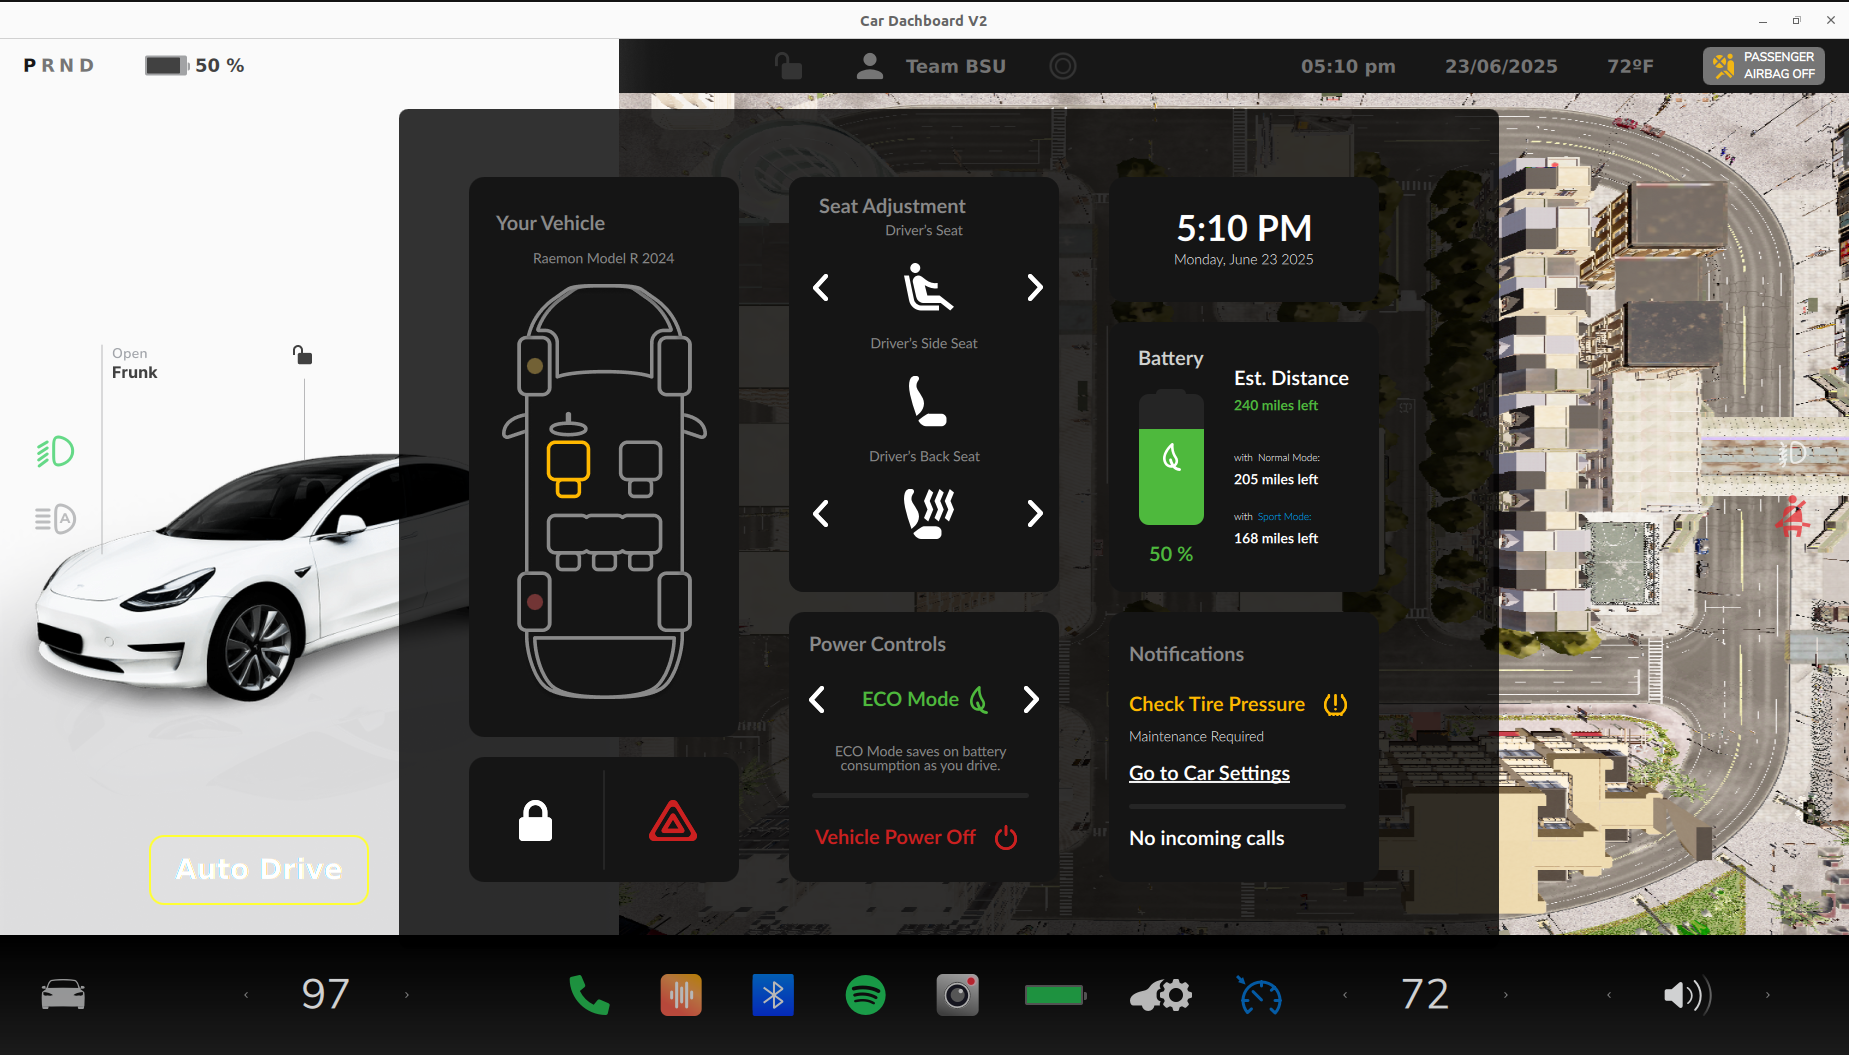 Car Dachboard V2
P R N D
50 %
Team BSU
05:10 pm
23/06/2025
72ºF
PASSENGER
AIRBAG OFF
Open
Frunk
A
Auto Drive
Your Vehicle
Raemon Model R 2024
Seat Adjustment
Driver's Seat
Driver's Side Seat
Driver's Back Seat
Power Controls
ECO Mode
ECO Mode saves on battery
consumption as you drive.
Vehicle Power Off
5:10 PM
Monday, June 23 2025
Battery
50 %
Est. Distance
240 miles left
with Normal Mode:
205 miles left
with Sport Mode:
168 miles left
Notifications
Check Tire Pressure
Maintenance Required
Go to Car Settings
No incoming calls
97
72